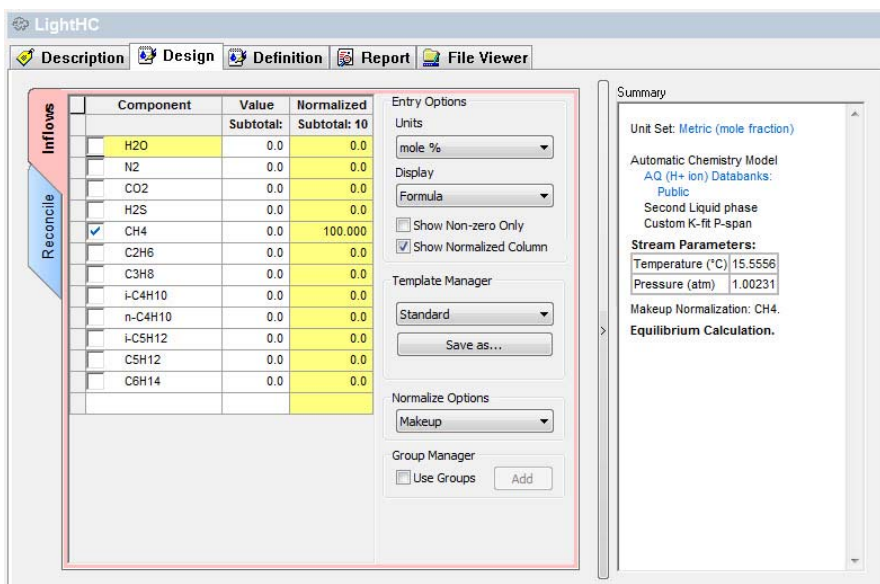 LightHC
Description Design Definition Report File Viewer
Inflows
Reconcile
Component Value Normalized
Subtotal: Subtotal: 10
H2O 0.0 0.0
N2 0.0 0.0
CO2 0.0 0.0
H2S 0.0 0.0
CH4 0.0 100.000
C2H6 0.0 0.0
C3H8 0.0 0.0
i-C4H10 0.0 0.0
n-C4H10 0.0 0.0
i-C5H12 0.0 0.0
C5H12 0.0 0.0
C6H14 0.0 0.0
Entry Options
Units
mole %
Display
Formula
Show Non-zero Only
Show Normalized Column
Template Manager
Standard
Save as...
Normalize Options
Makeup
Group Manager
Use Groups Add
Summary
Unit Set: Metric (mole fraction)
Automatic Chemistry Model
AQ (H+ ion) Databanks:
Public
Second Liquid phase
Custom K-fit P-span
Stream Parameters:
Temperature (°C) 15.5556
Pressure (atm) 1.00231
Makeup Normalization: CH4.
Equilibrium Calculation.